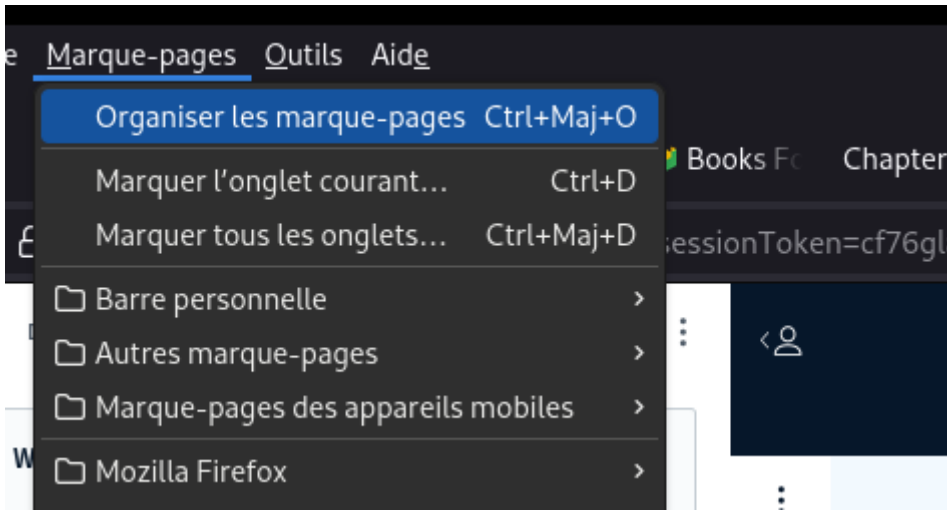 Marque-pages Outils Aide
Organiser les marque-pages Ctrl+Maj+O
Books Fo Chapter
Marquer l’onglet courant… Ctrl+D
Marquer tous les onglets… Ctrl+Maj+D
sessionToken=cf76gl
Barre personnelle
Autres marque-pages
Marque-pages des appareils mobiles
Mozilla Firefox